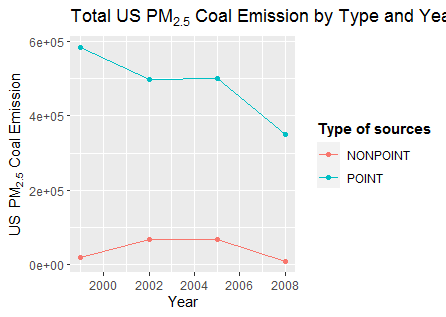 Total US PM2.5 Coal Emission by Type and Yea
6e+05
4e+05
2e+05
0e+00
US PM2.5 Coal Emission
2000 2002 2004 2006 2008
Year
Type of sources
NONPOINT
POINT